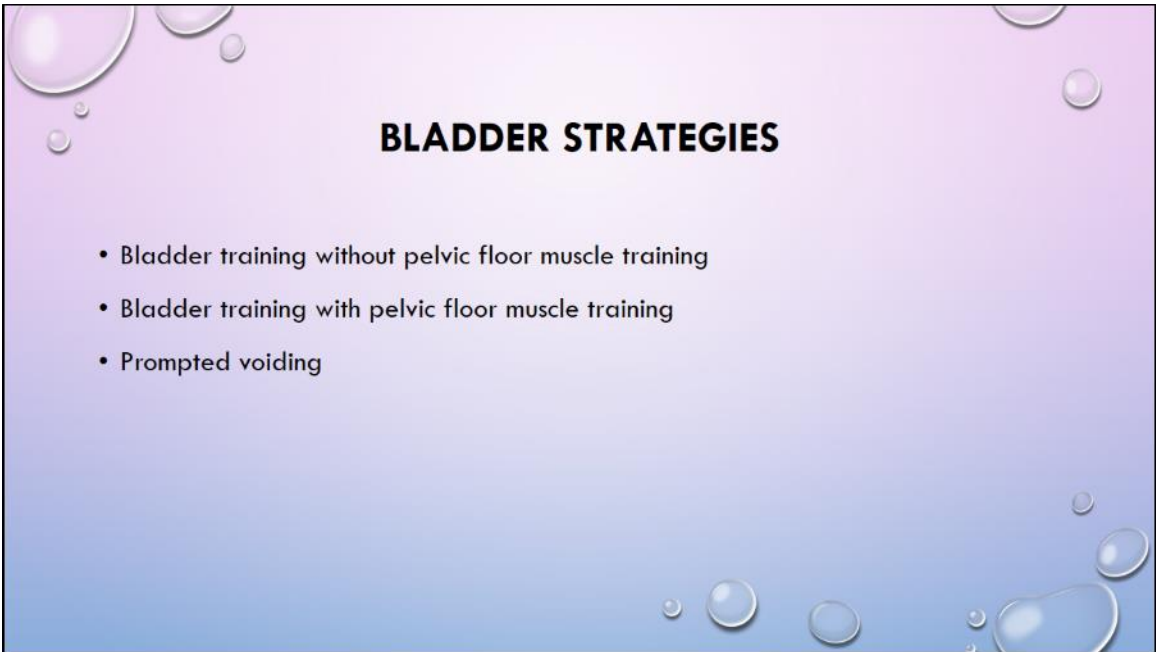 BLADDER STRATEGIES
• Bladder training without pelvic floor muscle training
• Bladder training with pelvic floor muscle training
• Prompted voiding